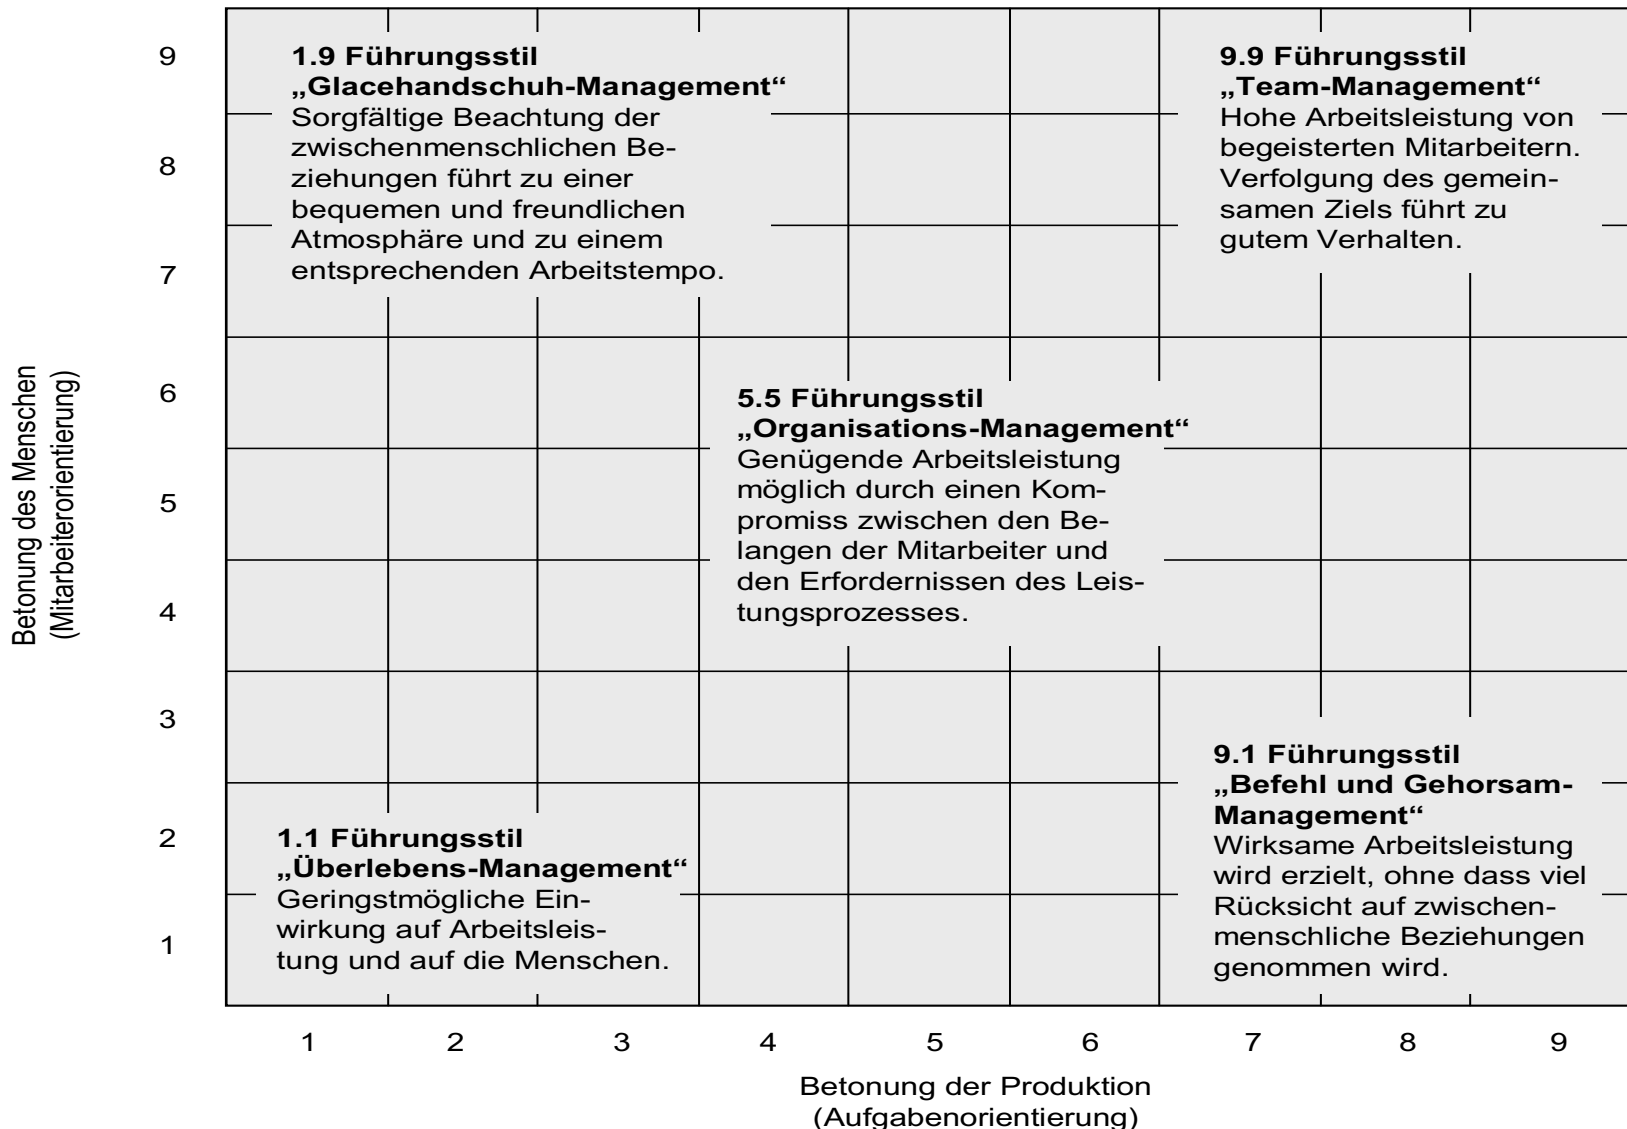 9
8
7
6
5
4
3
2
1
Betonung des Menschen
(Mitarbeiterorientierung)
1.9 Führungsstil
„Glacehandschuh-Management“
Sorgfältige Beachtung der
zwischenmenschlichen Be-
ziehungen führt zu einer
bequemen und freundlichen
Atmosphäre und zu einem
entsprechenden Arbeitstempo.
9.9 Führungsstil
„Team-Management“
Hohe Arbeitsleistung von
begeisterten Mitarbeitern.
Verfolgung des gemein-
samen Ziels führt zu
gutem Verhalten.
5.5 Führungsstil
„Organisations-Management“
Genügende Arbeitsleistung
möglich durch einen Kom-
promiss zwischen den Be-
langen der Mitarbeiter und
den Erfordernissen des Leis-
tungsprozesses.
1.1 Führungsstil
„Überlebens-Management“
Geringstmögliche Ein-
wirkung auf Arbeitsleis-
tung und auf die Menschen.
9.1 Führungsstil
„Befehl und Gehorsam-
Management“
Wirksame Arbeitsleistung
wird erzielt, ohne dass viel
Rücksicht auf zwischen-
menschliche Beziehungen
genommen wird.
1 2 3 4 5 6 7 8 9
Betonung der Produktion
(Aufgabenorientierung)